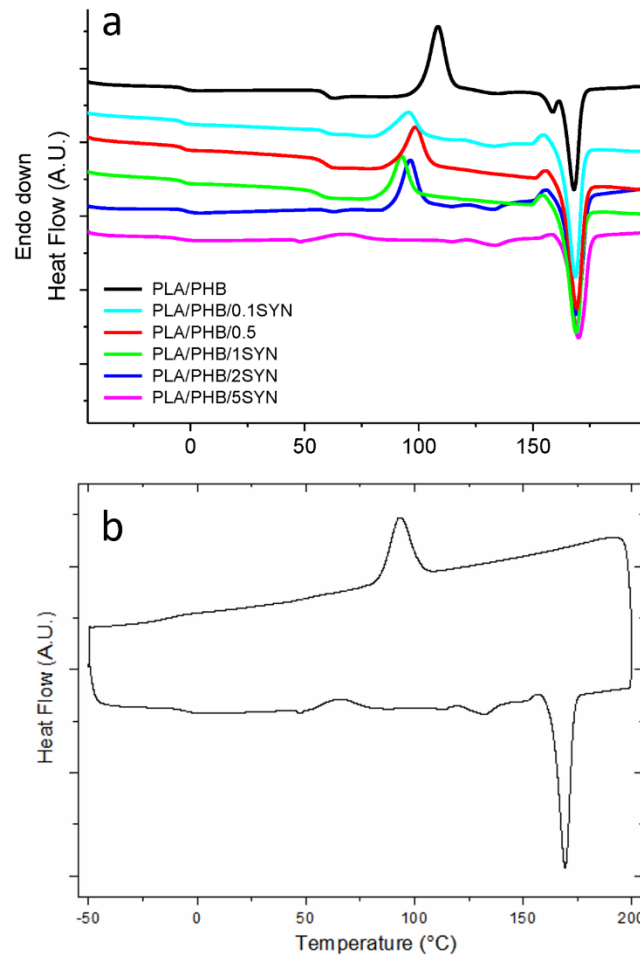 a
Endo down
Heat Flow (A.U.)
PLA/PHB
PLA/PHB/0.1SYN
PLA/PHB/0.5
PLA/PHB/1SYN
PLA/PHB/2SYN
PLA/PHB/5SYN
0 50 100 150
b
Heat Flow (A.U.)
-50 0 50 100 150 200
Temperature (°C)